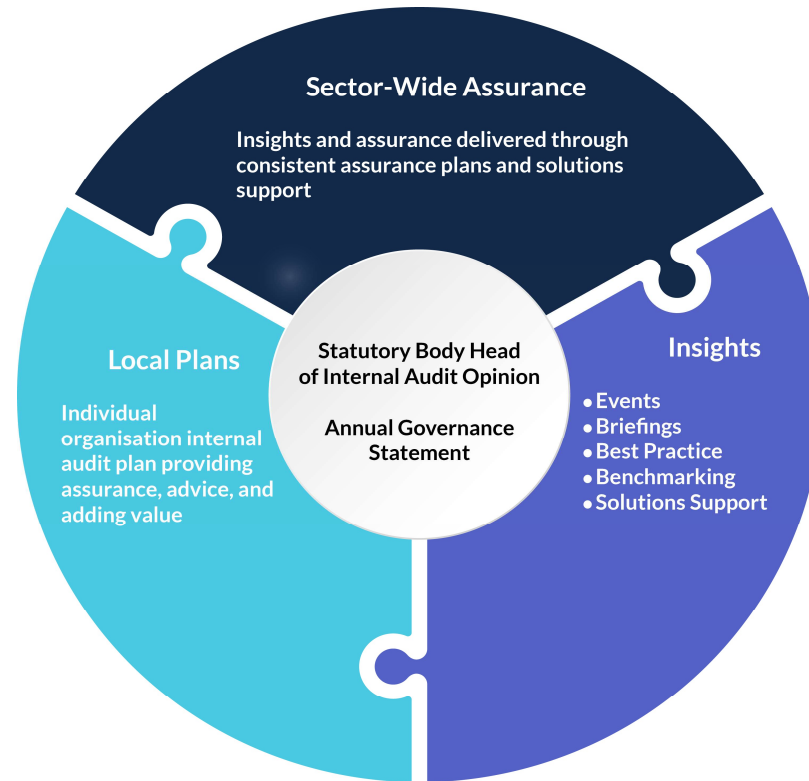 Sector-Wide Assurance
Insights and assurance delivered through
consistent assurance plans and solutions
support
Local Plans
Individual
organisation internal
audit plan providing
assurance, advice, and
adding value
Statutory Body Head
of Internal Audit Opinion
Annual Governance
Statement
Insights
• Events
• Briefings
• Best Practice
• Benchmarking
• Solutions Support